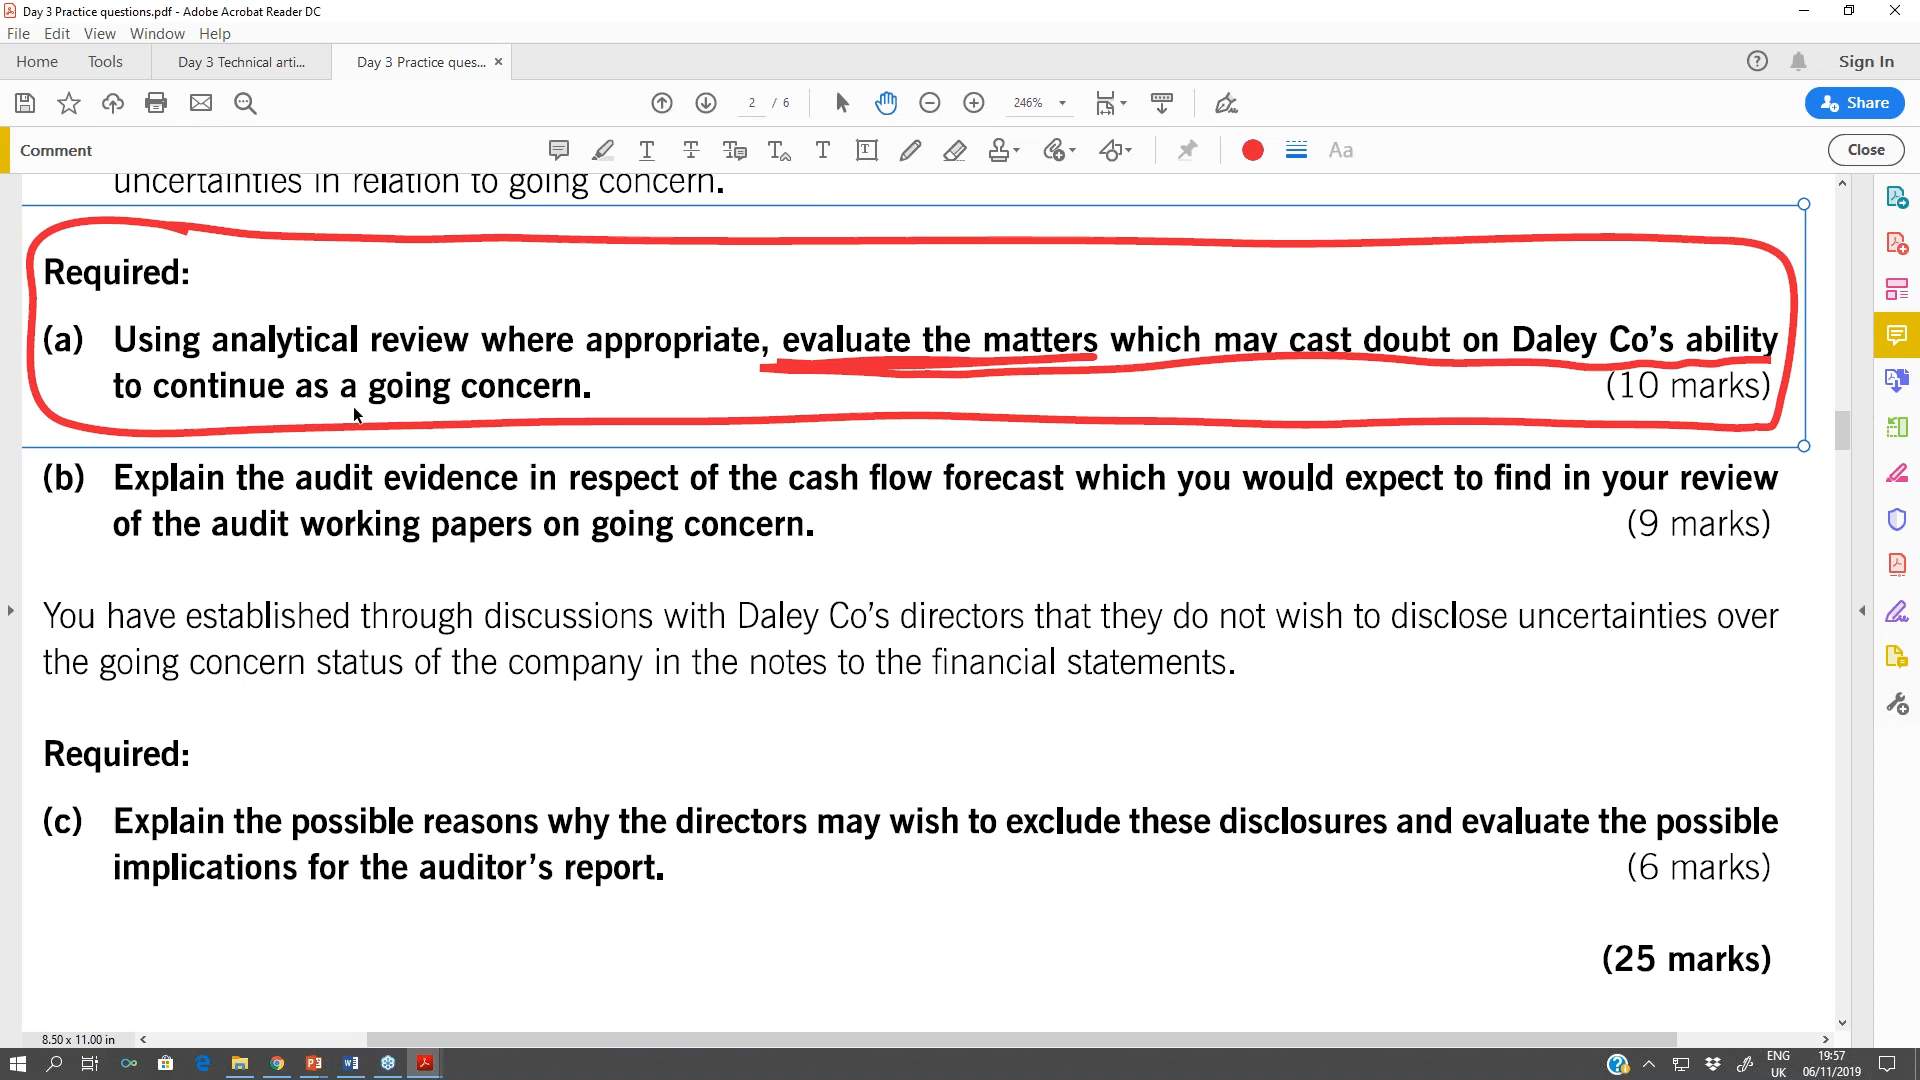 Day 3 Practice questions.pdf - Adobe Acrobat Reader DC
File Edit View Window Help
Home Tools Day 3 Technical arti... Day 3 Practice ques... × Sign In
2 / 6 246% Share
Comment Aa Close
uncertainties in relation to going concern.
Required:
(a) Using analytical review where appropriate, evaluate the matters which may cast doubt on Daley Co’s ability
to continue as a going concern. (10 marks)
(b) Explain the audit evidence in respect of the cash flow forecast which you would expect to find in your review
of the audit working papers on going concern. (9 marks)
You have established through discussions with Daley Co’s directors that they do not wish to disclose uncertainties over
the going concern status of the company in the notes to the financial statements.
Required:
(c) Explain the possible reasons why the directors may wish to exclude these disclosures and evaluate the possible
implications for the auditor’s report. (6 marks)
(25 marks)
8.50 x 11.00 in
ENG 19:57
UK 06/11/2019